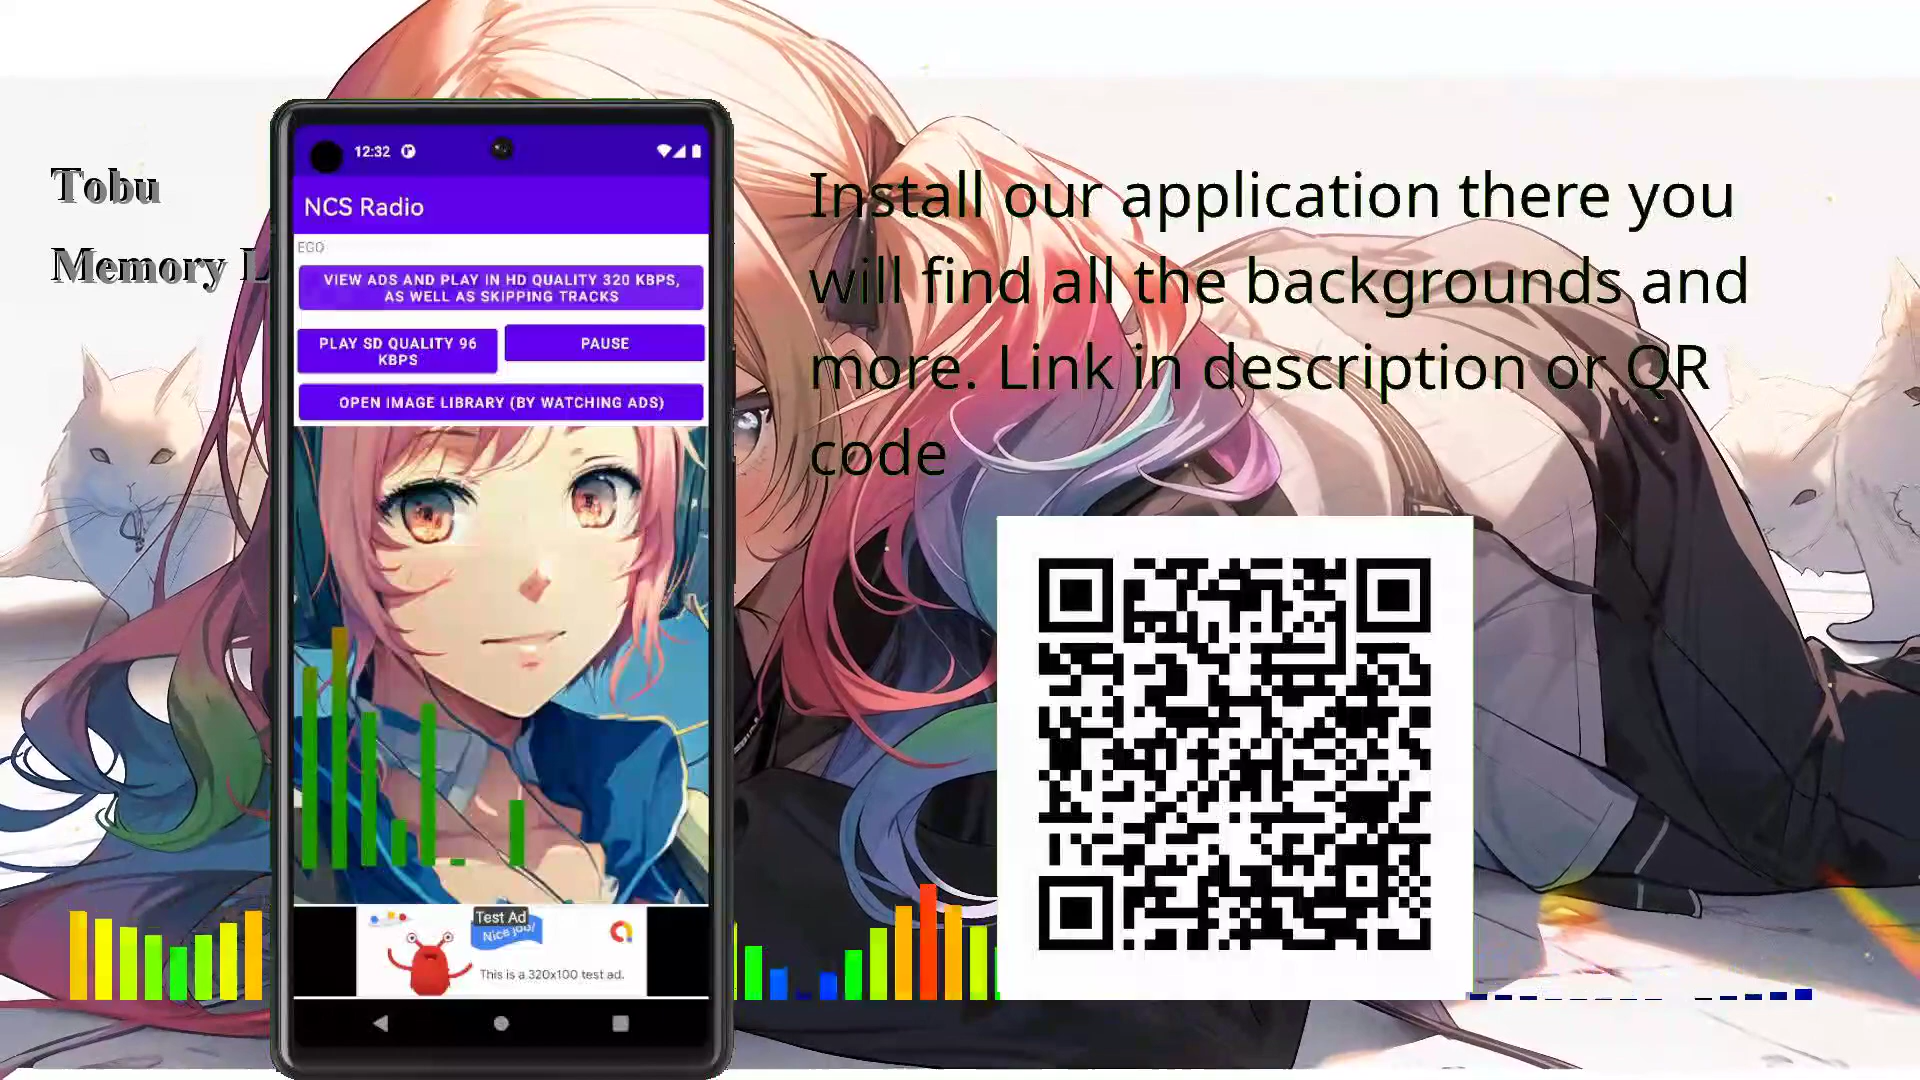 Tobu
Memory L
12:32
NCS Radio
EGO
VIEW ADS AND PLAY IN HD QUALITY 320 KBPS,
AS WELL AS SKIPPING TRACKS
PLAY SD QUALITY 96
KBPS
PAUSE
OPEN IMAGE LIBRARY (BY WATCHING ADS)
Test Ad
Nice job!
This is a 320x100 test ad.
Install our application there you
will find all the backgrounds and
more. Link in description or QR
code